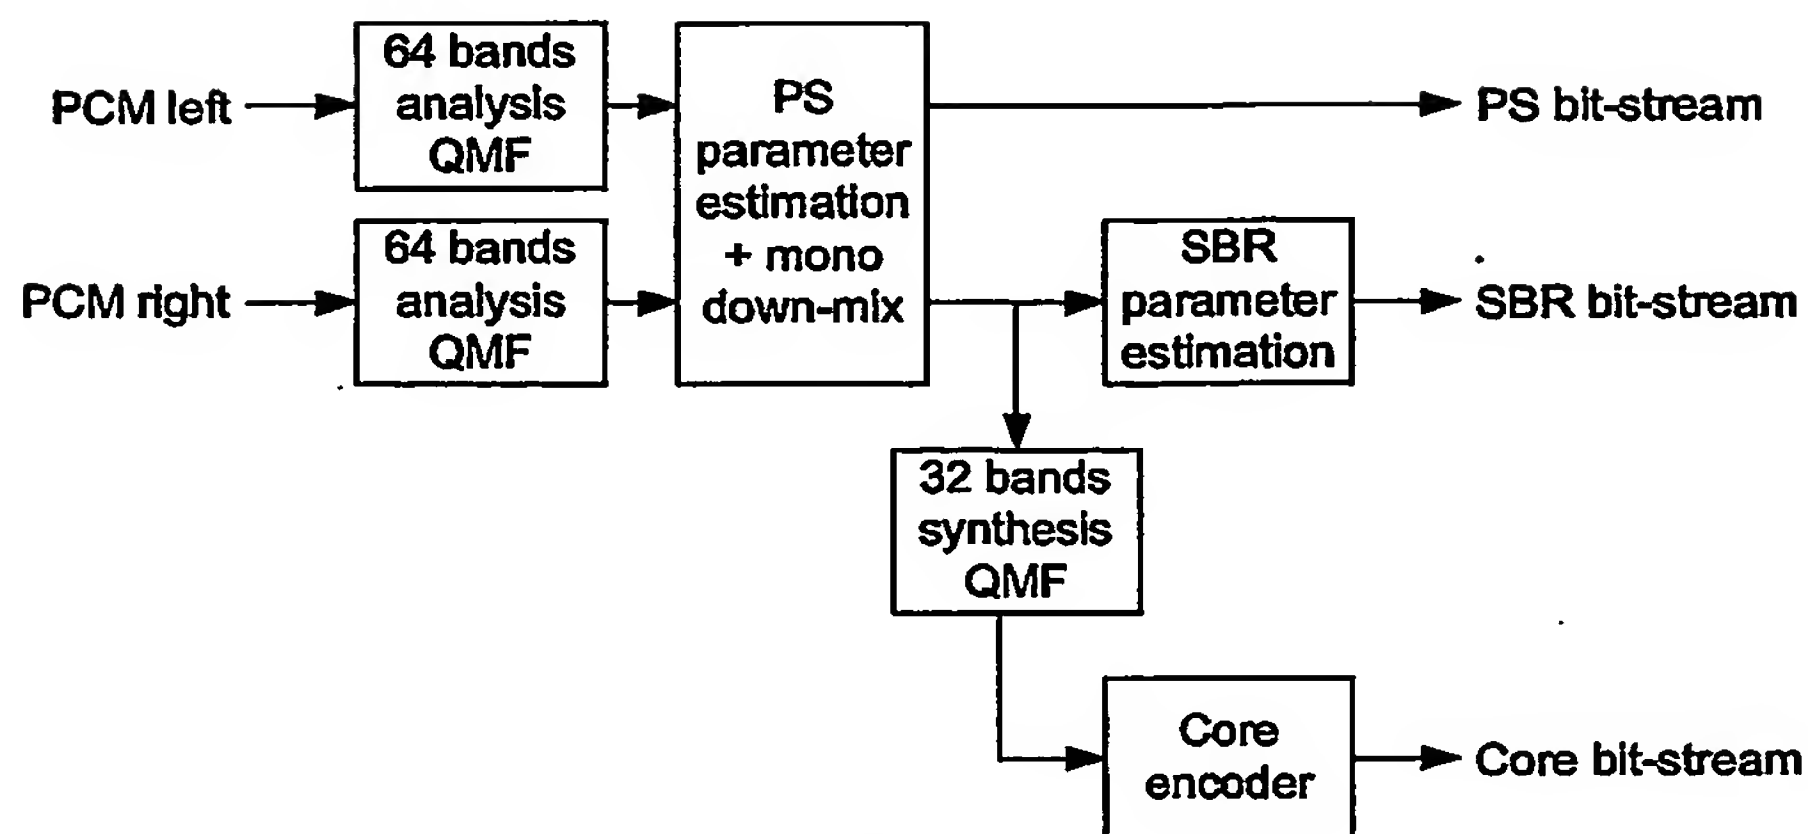 PCM left
64 bands
analysis
QMF
PS
parameter
estimation
+ mono
down-mix
PS bit-stream
PCM right
64 bands
analysis
QMF
SBR
parameter
estimation
SBR bit-stream
32 bands
synthesis
QMF
Core
encoder
Core bit-stream